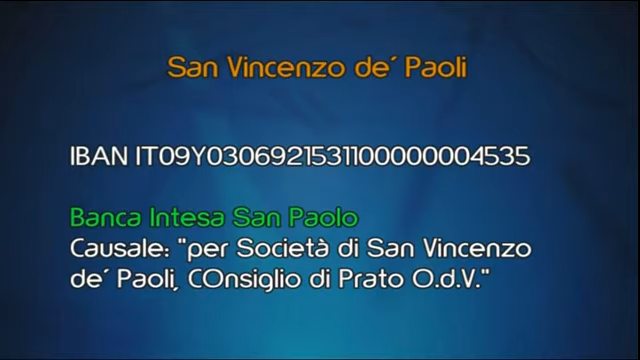 San Vincenzo de´ Paoli
IBAN IT09Y0306921531100000004535
Banca Intesa San Paolo
Causale: "per Società di San Vincenzo
de´ Paoli, COnsiglio di Prato O.d.V."